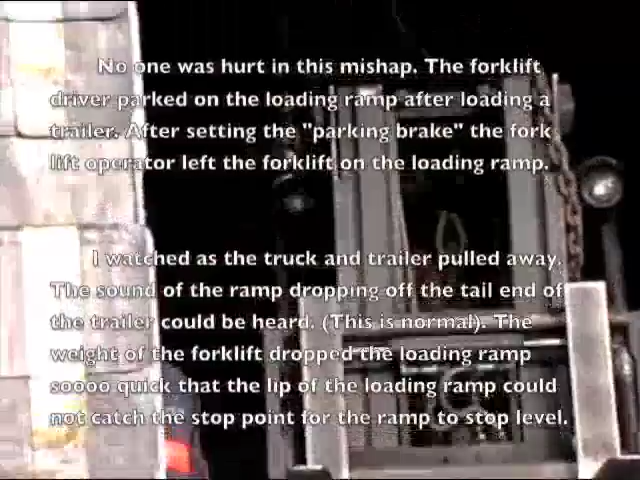 No one was hurt in this mishap. The forklift
driver parked on the loading ramp after loading a
trailer. After setting the "parking brake" the fork
lift operator left the forklift on the loading ramp.
I watched as the truck and trailer pulled away.
The sound of the ramp dropping off the tail end of
the trailer could be heard. (This is normal). The
weight of the forklift dropped the loading ramp
soooo quick that the lip of the loading ramp could
not catch the stop point for the ramp to stop level.